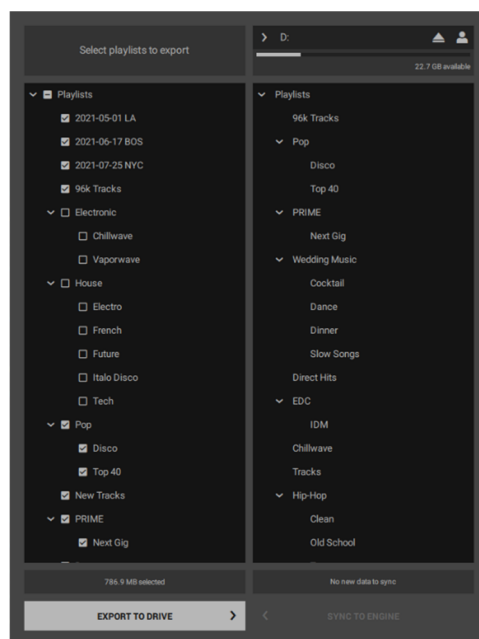 Select playlists to export
Playlists
2021-05-01 LA
2021-06-17 BOS
2021-07-25 NYC
96k Tracks
Electronic
Chillwave
Vaporwave
House
Electro
French
Future
Italo Disco
Tech
Pop
Disco
Top 40
New Tracks
PRIME
Next Gig
786.9 MB selected
EXPORT TO DRIVE
D:
22.7 GB available
Playlists
96k Tracks
Pop
Disco
Top 40
PRIME
Next Gig
Wedding Music
Cocktail
Dance
Dinner
Slow Songs
Direct Hits
EDC
IDM
Chillwave
Tracks
Hip-Hop
Clean
Old School
No new data to sync
SYNC TO ENGINE